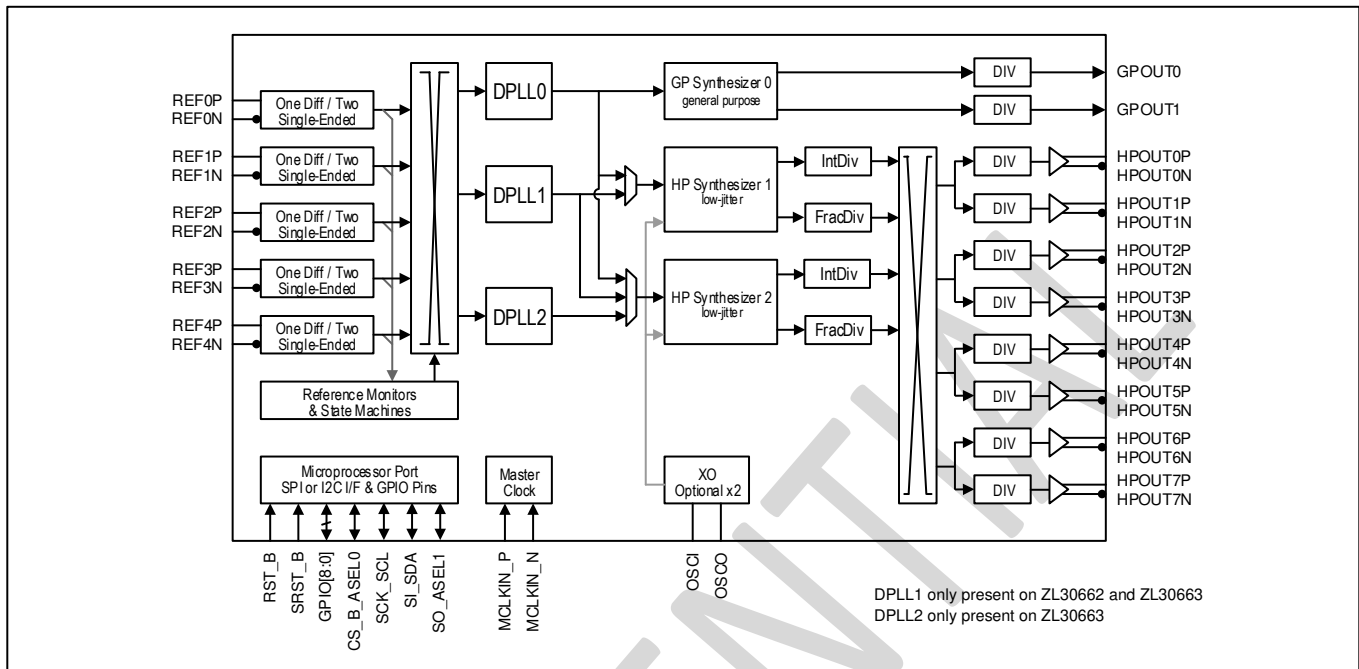 REF0P
REF0N
One Diff / Two
Single-Ended
REF1P
REF1N
One Diff / Two
Single-Ended
REF2P
REF2N
One Diff / Two
Single-Ended
REF3P
REF3N
One Diff / Two
Single-Ended
REF4P
REF4N
One Diff / Two
Single-Ended
Reference Monitors
& State Machines
Microprocessor Port
SPI or I2C I/F & GPIO Pins
RST_B
SRST_B
GPIO[8:0]
CS_B_ASEL0
SCK_SCL
SI_SDA
SO_ASEL1
DPLL0
DPLL1
DPLL2
Master
Clock
MCLKIN_P
MCLKIN_N
GP Synthesizer 0
general purpose
HP Synthesizer 1
low-jitter
HP Synthesizer 2
low-jitter
XO
Optional x2
OSCI
OSCO
IntDiv
FracDiv
IntDiv
FracDiv
DIV
GPOUT0
DIV
GPOUT1
DIV
HPOUT0P
HPOUT0N
DIV
HPOUT1P
HPOUT1N
DIV
HPOUT2P
HPOUT2N
DIV
HPOUT3P
HPOUT3N
DIV
HPOUT4P
HPOUT4N
DIV
HPOUT5P
HPOUT5N
DIV
HPOUT6P
HPOUT6N
DIV
HPOUT7P
HPOUT7N
DPLL1 only present on ZL30662 and ZL30663
DPLL2 only present on ZL30663
ENTIAL